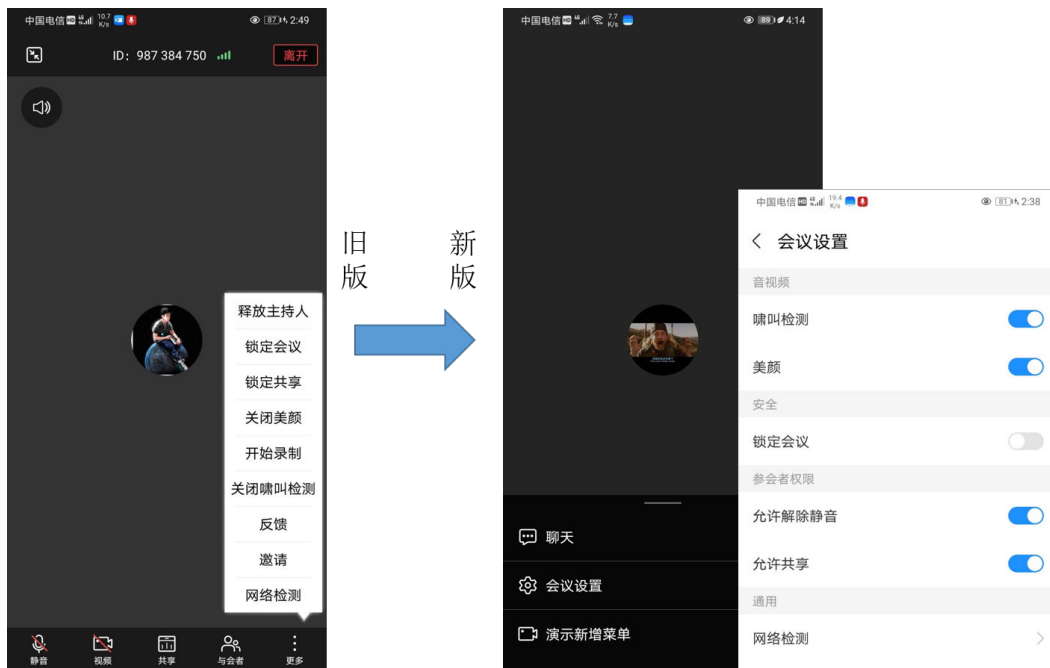 中国电信 HD 4G 10.7 K/s 87 2:49
ID: 987 384 750
离开
释放主持人
锁定会议
锁定共享
关闭美颜
开始录制
关闭啸叫检测
反馈
邀请
网络检测
静音 视频 共享 与会者 更多
旧版
新版
中国电信 HD 4G 7.7 K/s 89 4:14
聊天
会议设置
演示新增菜单
中国电信 HD 4G 19.4 K/s 81 2:38
会议设置
音视频
啸叫检测
美颜
安全
锁定会议
参会者权限
允许解除静音
允许共享
通用
网络检测